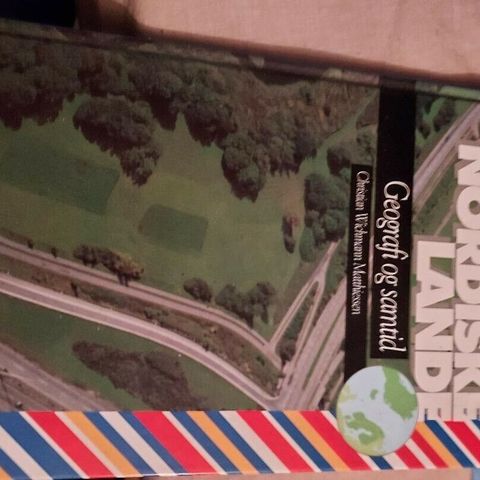 NORDISKE
LANDE
Geografi og samtid
Christian Wichmann Matthiessen